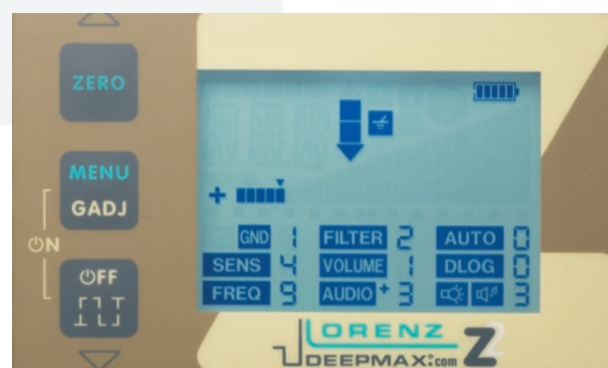 ZERO
MENU
GADJ
ON
OFF
+
GND 1 FILTER 2 AUTO 0
SENS 4 VOLUME 1 DLOG 0
FREQ 9 AUDIO + 3 3
LORENZ
DEEPMAX:com Z2